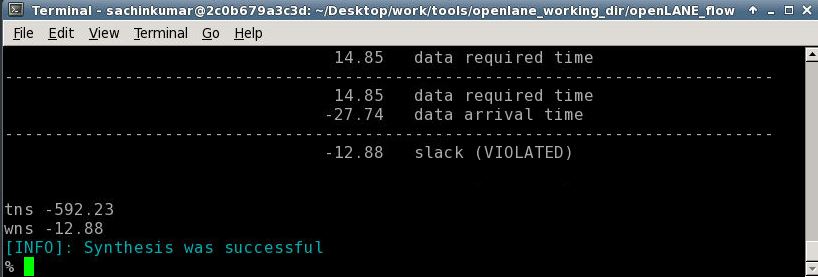 Terminal - sachinkumar@2c0b679a3c3d: ~/Desktop/work/tools/openlane_working_dir/openLANE_flow
File Edit View Terminal Go Help
14.85 data required time
---------------------------------------------------------------------------------
14.85 data required time
-27.74 data arrival time
---------------------------------------------------------------------------------
-12.88 slack (VIOLATED)
tns -592.23
wns -12.88
[INFO]: Synthesis was successful
%